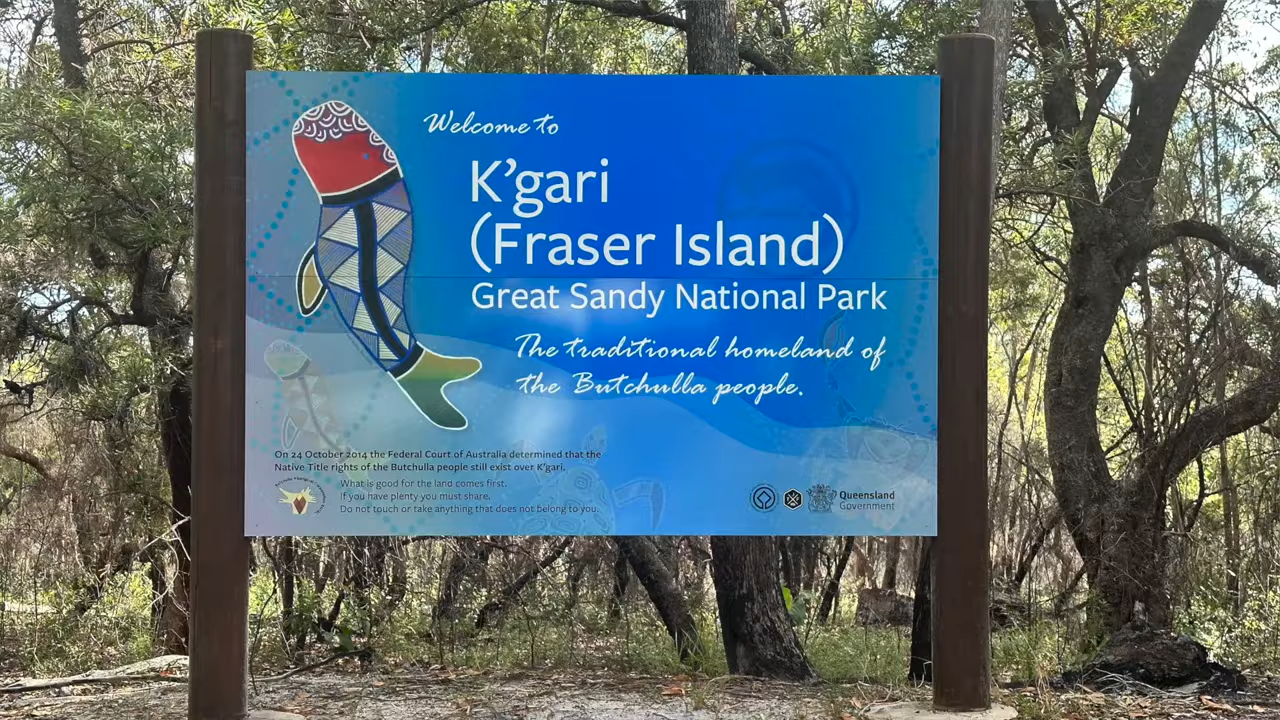 Welcome to
K’gari
(Fraser Island)
Great Sandy National Park
The traditional homeland of
the Butchulla people.
On 24 October 2014 the Federal Court of Australia determined that the
Native Title rights of the Butchulla people still exist over K’gari.
What is good for the land comes first.
If you have plenty you must share.
Do not touch or take anything that does not belong to you.
Queensland
Government